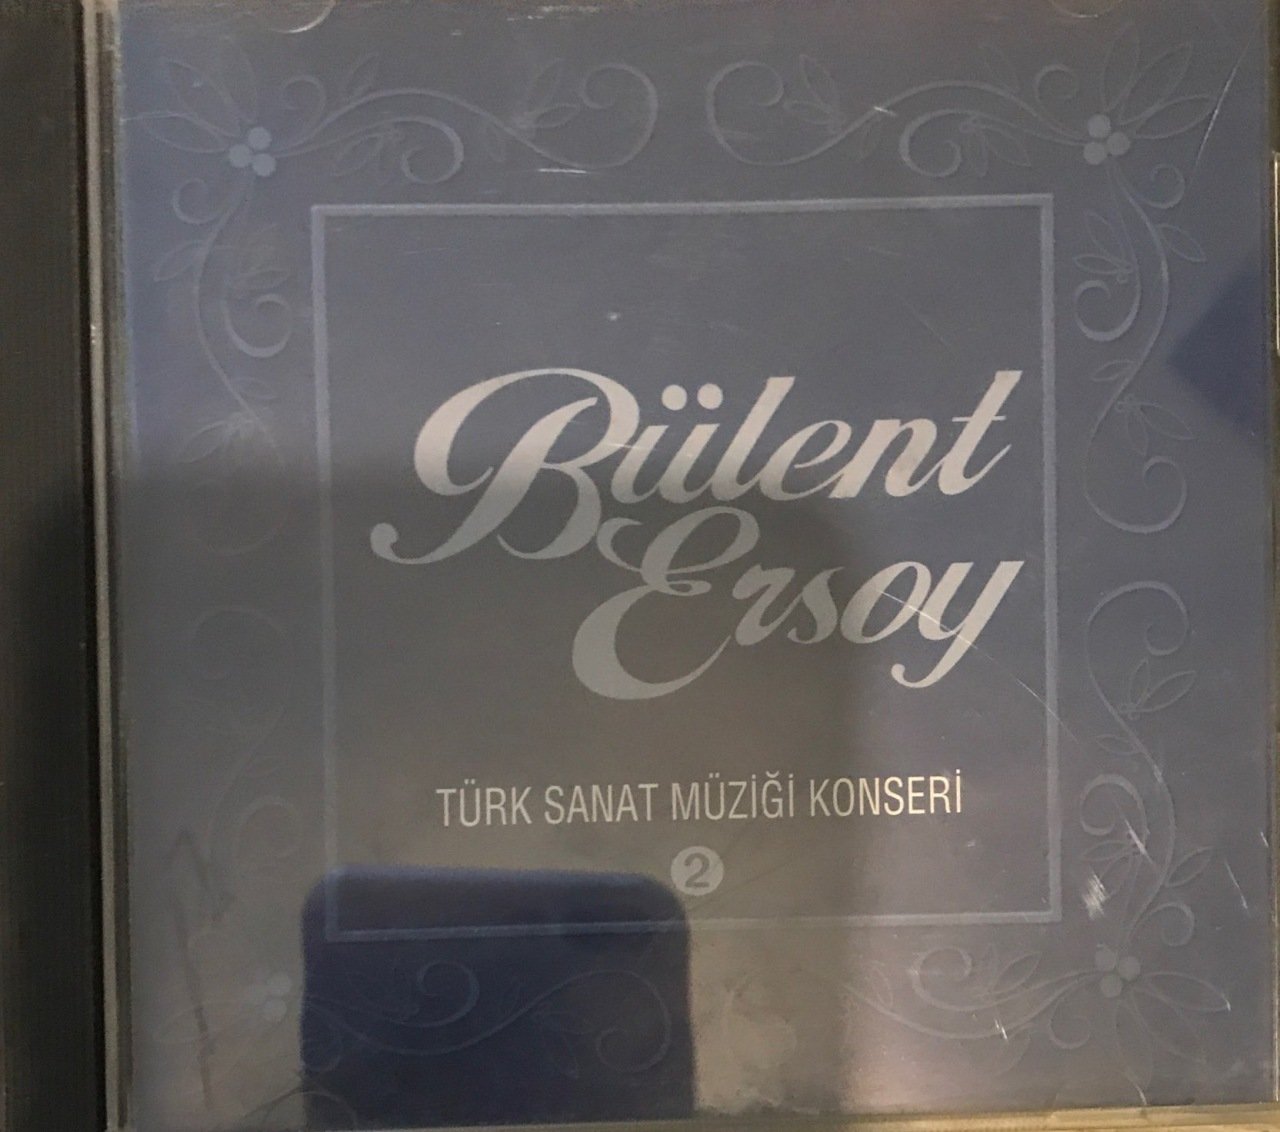 Bülent
Ersoy
TÜRK SANAT MÜZİĞİ KONSERİ
2